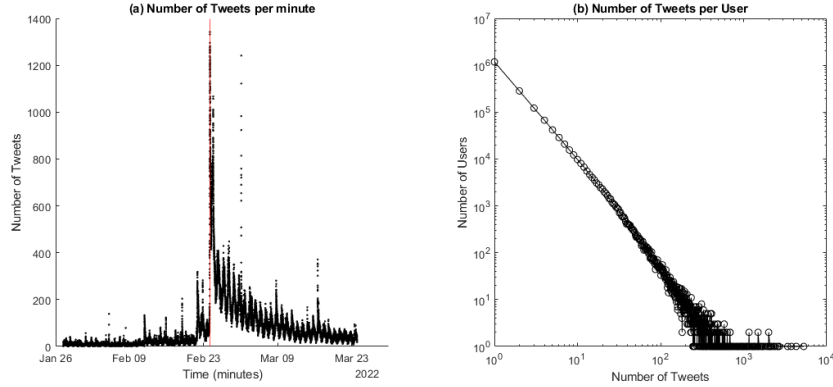 (a) Number of Tweets per minute
1400
1200
1000
800
600
400
200
0
Number of Tweets
Jan 26
Feb 09
Feb 23
Mar 09
Mar 23
Time (minutes)
2022
(b) Number of Tweets per User
10^7
10^6
10^5
10^4
10^3
10^2
10^1
10^0
Number of Users
10^0
10^1
10^2
10^3
10^4
Number of Tweets